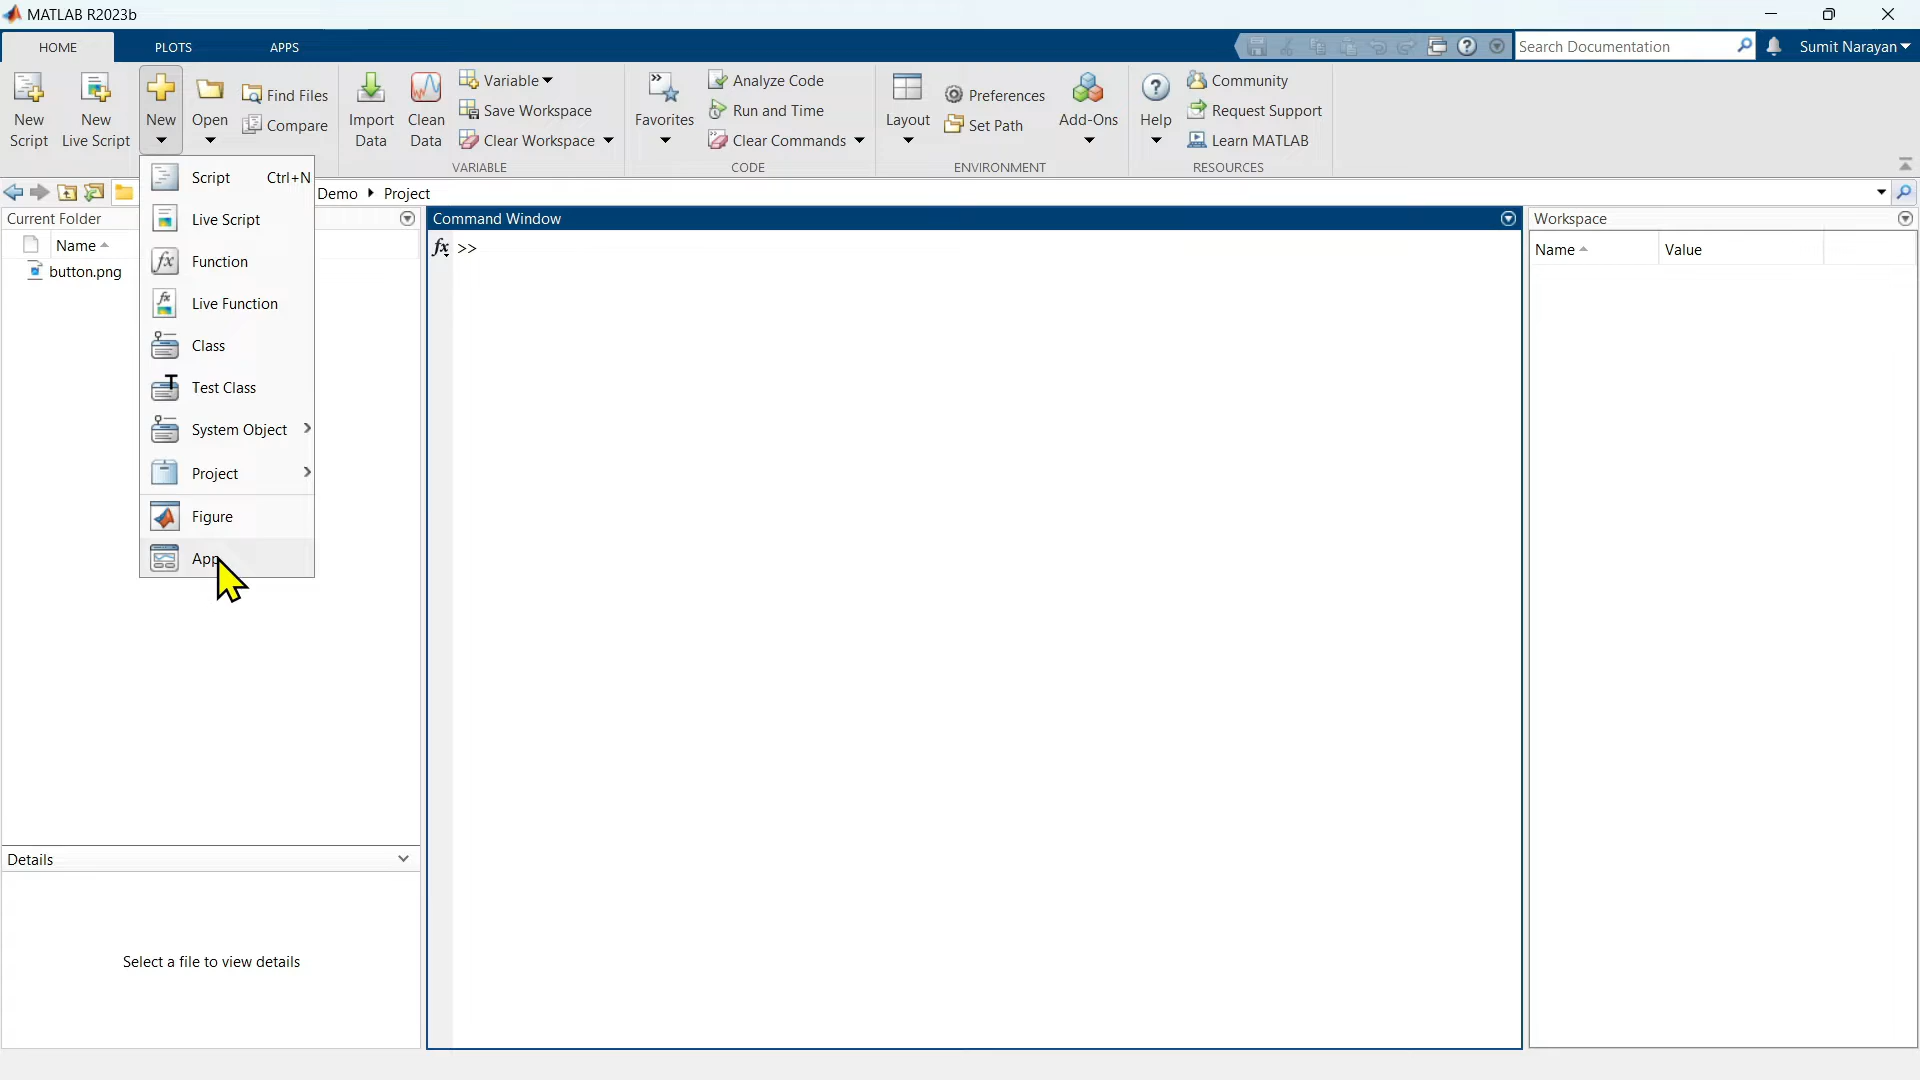 MATLAB R2023b
HOME
PLOTS
APPS
Search Documentation
Sumit Narayan
New Script
New Live Script
New
Open
Find Files
Compare
Import Data
Clean Data
Variable
Save Workspace
Clear Workspace
VARIABLE
Favorites
Analyze Code
Run and Time
Clear Commands
CODE
Layout
Preferences
Set Path
Add-Ons
ENVIRONMENT
Help
Community
Request Support
Learn MATLAB
RESOURCES
Script Ctrl+N
Live Script
Function
Live Function
Class
Test Class
System Object
Project
Figure
App
Demo
Project
Current Folder
Name
button.png
Details
Select a file to view details
Command Window
fx >>
Workspace
Name
Value